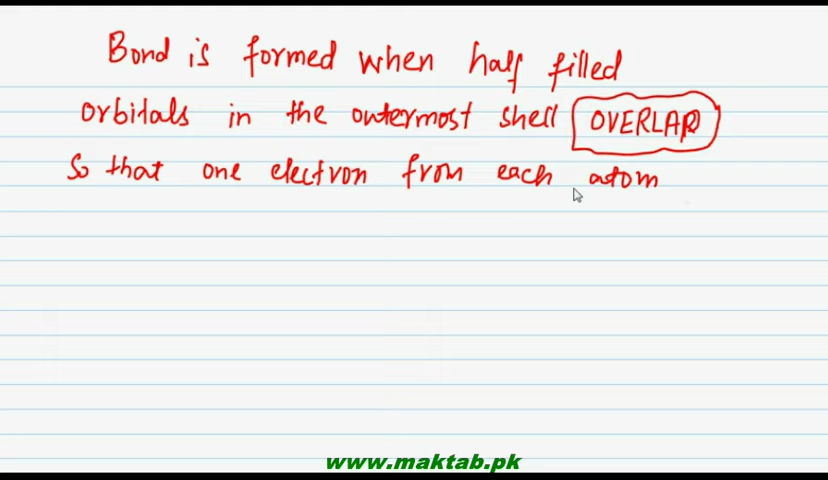 Bond is formed when half filled
orbitals in the outermost shell OVERLAP
So that one electron from each atom
www.maktab.pk